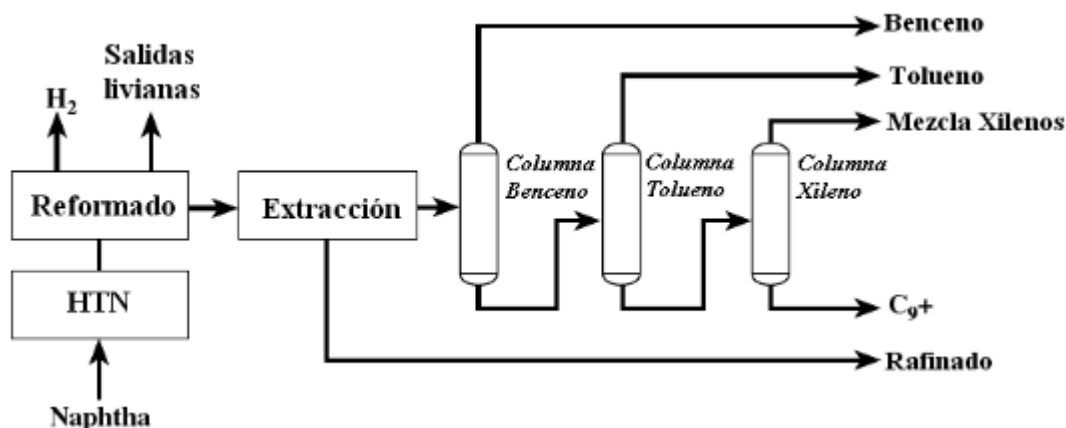 Benceno
Salidas
livianas
Tolueno
H₂
Mezcla Xilenos
Columna
Benceno
Columna
Tolueno
Columna
Xileno
Reformado
Extracción
HTN
C₉+
Rafinado
Naphtha